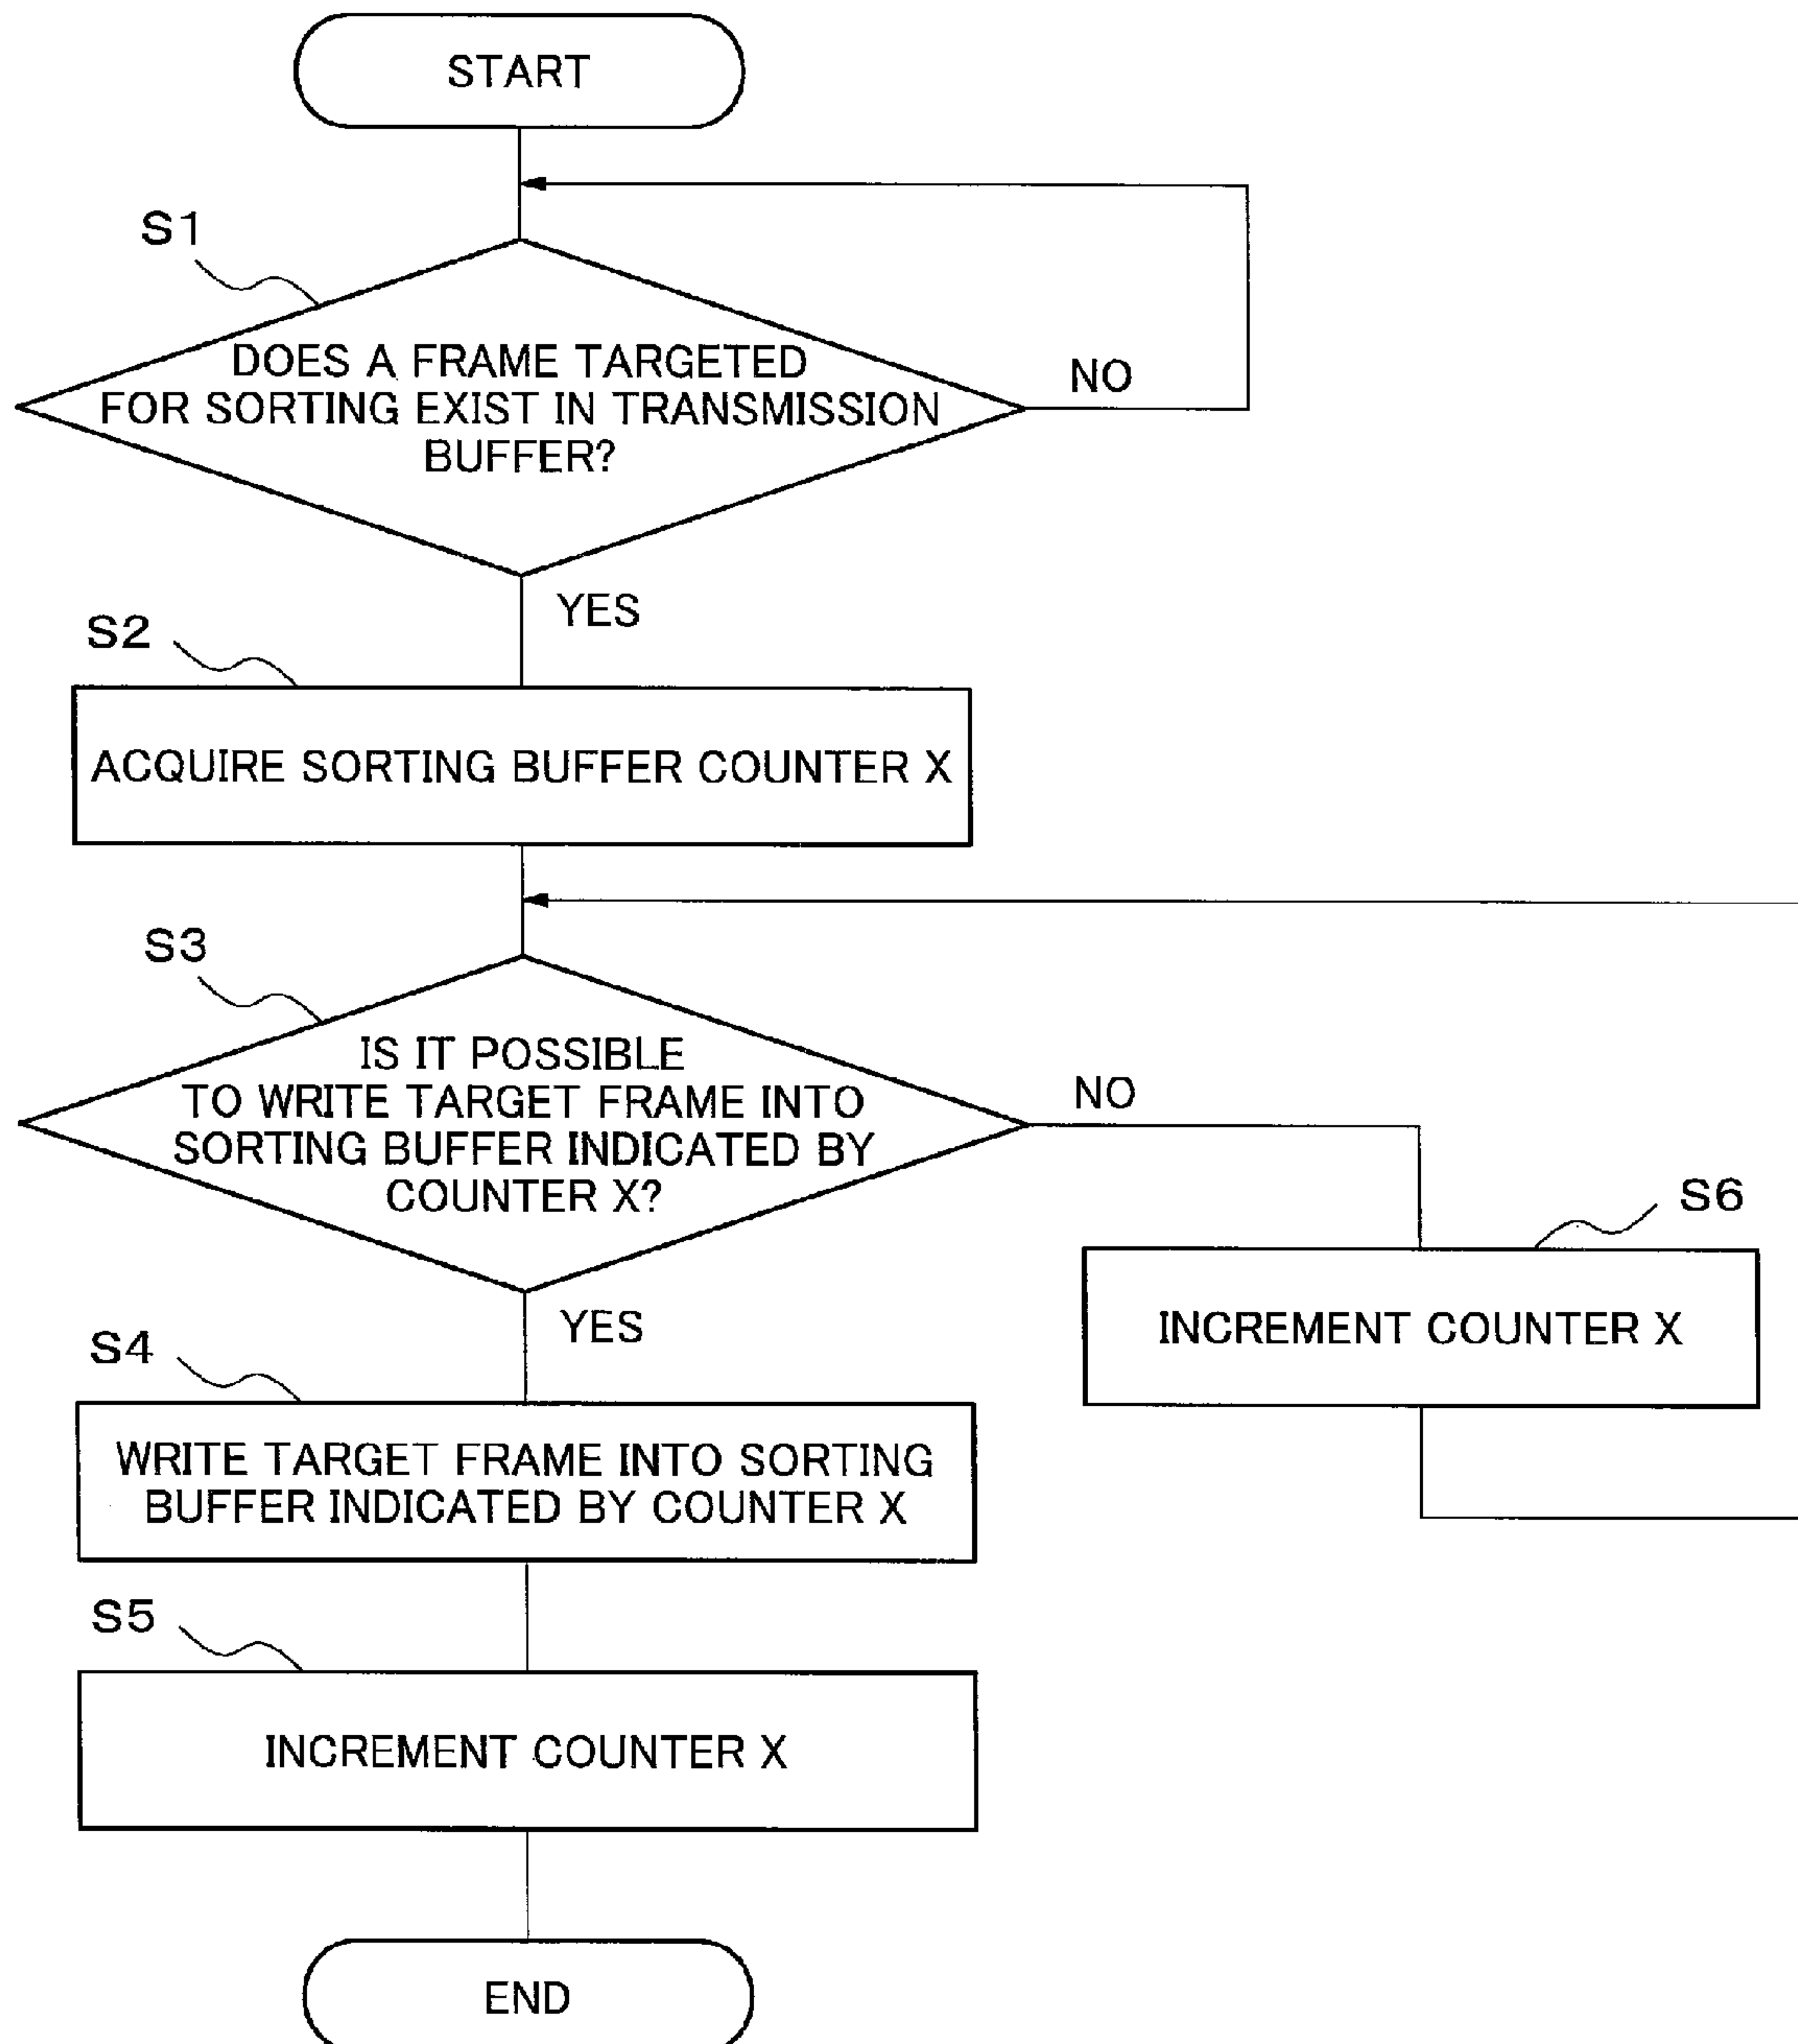 START
S1
DOES A FRAME TARGETED
FOR SORTING EXIST IN TRANSMISSION
BUFFER?
NO
YES
S2
ACQUIRE SORTING BUFFER COUNTER X
S3
IS IT POSSIBLE
TO WRITE TARGET FRAME INTO
SORTING BUFFER INDICATED BY
COUNTER X?
NO
S6
INCREMENT COUNTER X
YES
S4
WRITE TARGET FRAME INTO SORTING
BUFFER INDICATED BY COUNTER X
S5
INCREMENT COUNTER X
END